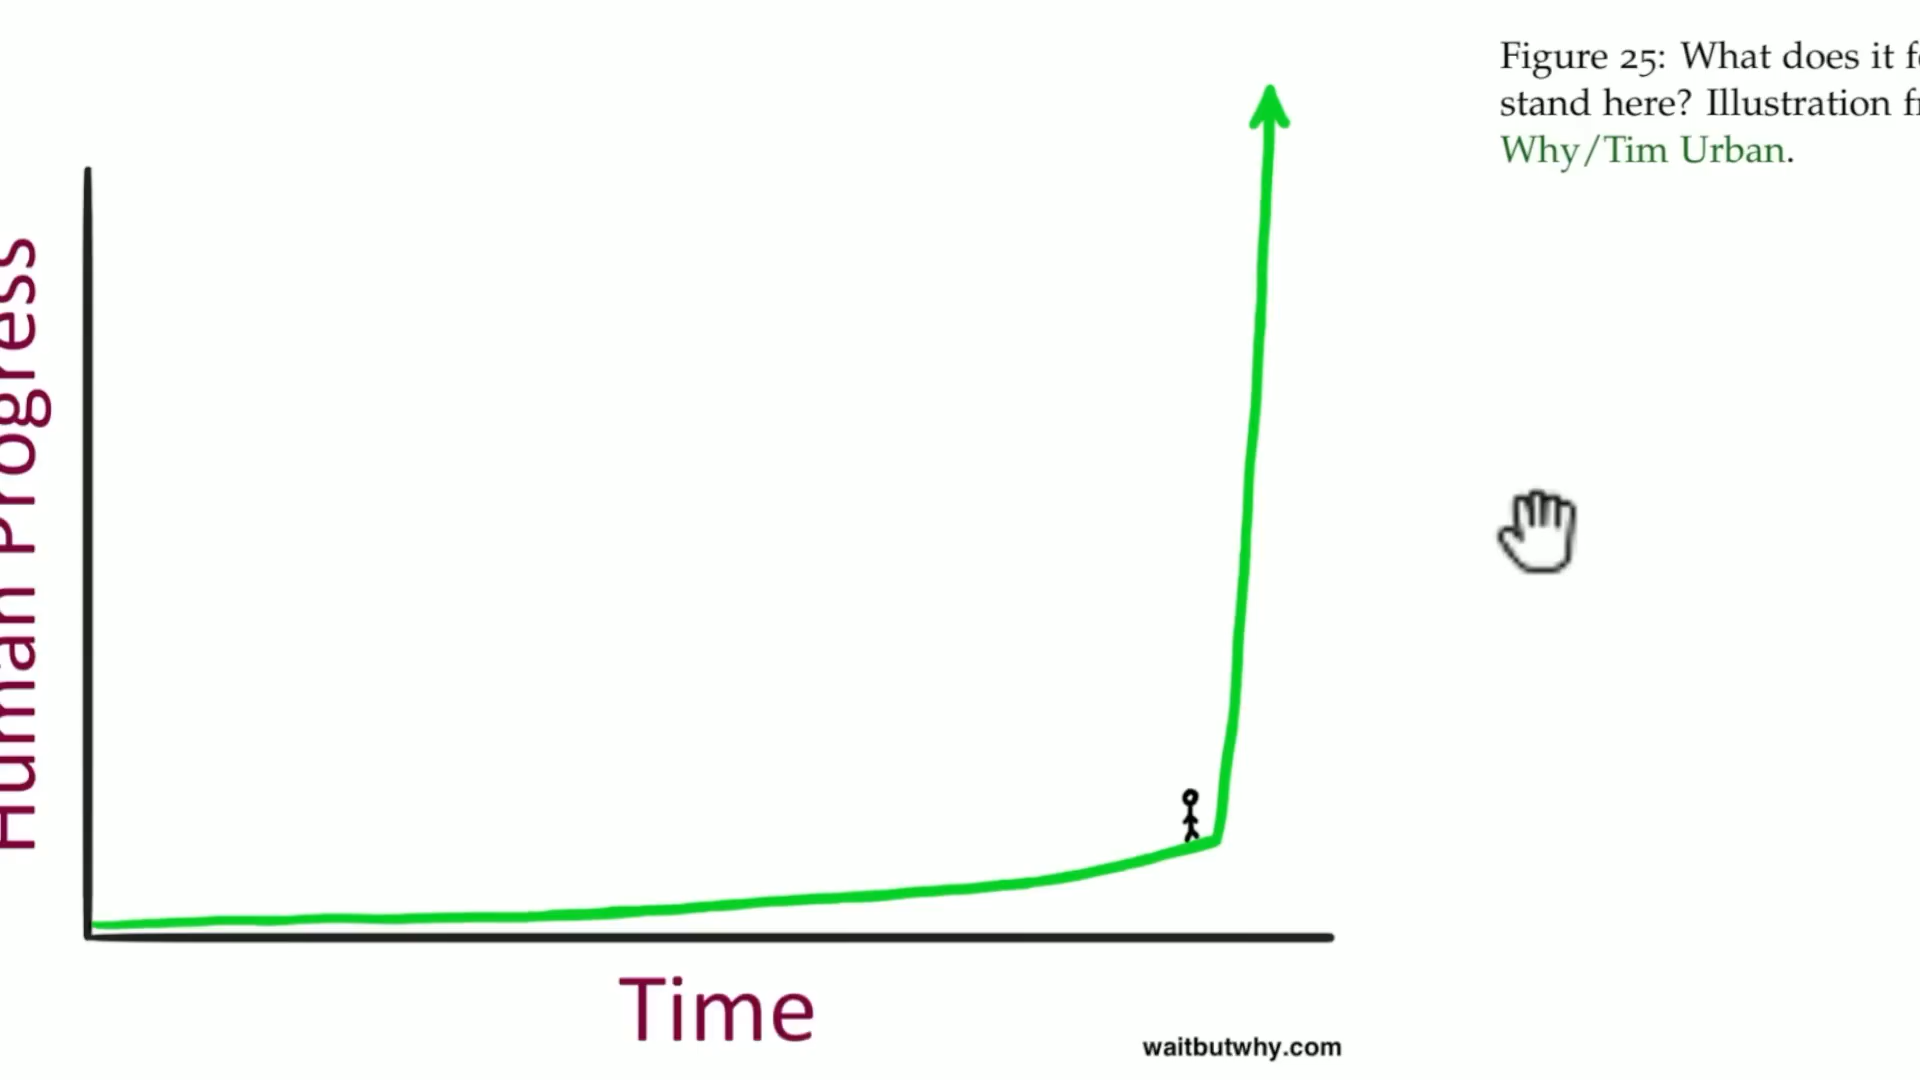 Human Progress
Figure 25: What does it
stand here? Illustration
Why/Tim Urban.
Time
waitbutwhy.com